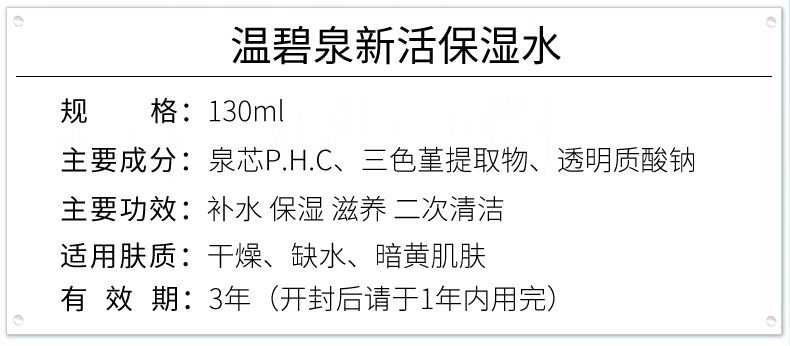 温碧泉新活保湿水
规 格：130ml
主要成分：泉芯P.H.C、三色堇提取物、透明质酸钠
主要功效：补水 保湿 滋养 二次清洁
适用肤质：干燥、缺水、暗黄肌肤
有 效 期：3年（开封后请于1年内用完）